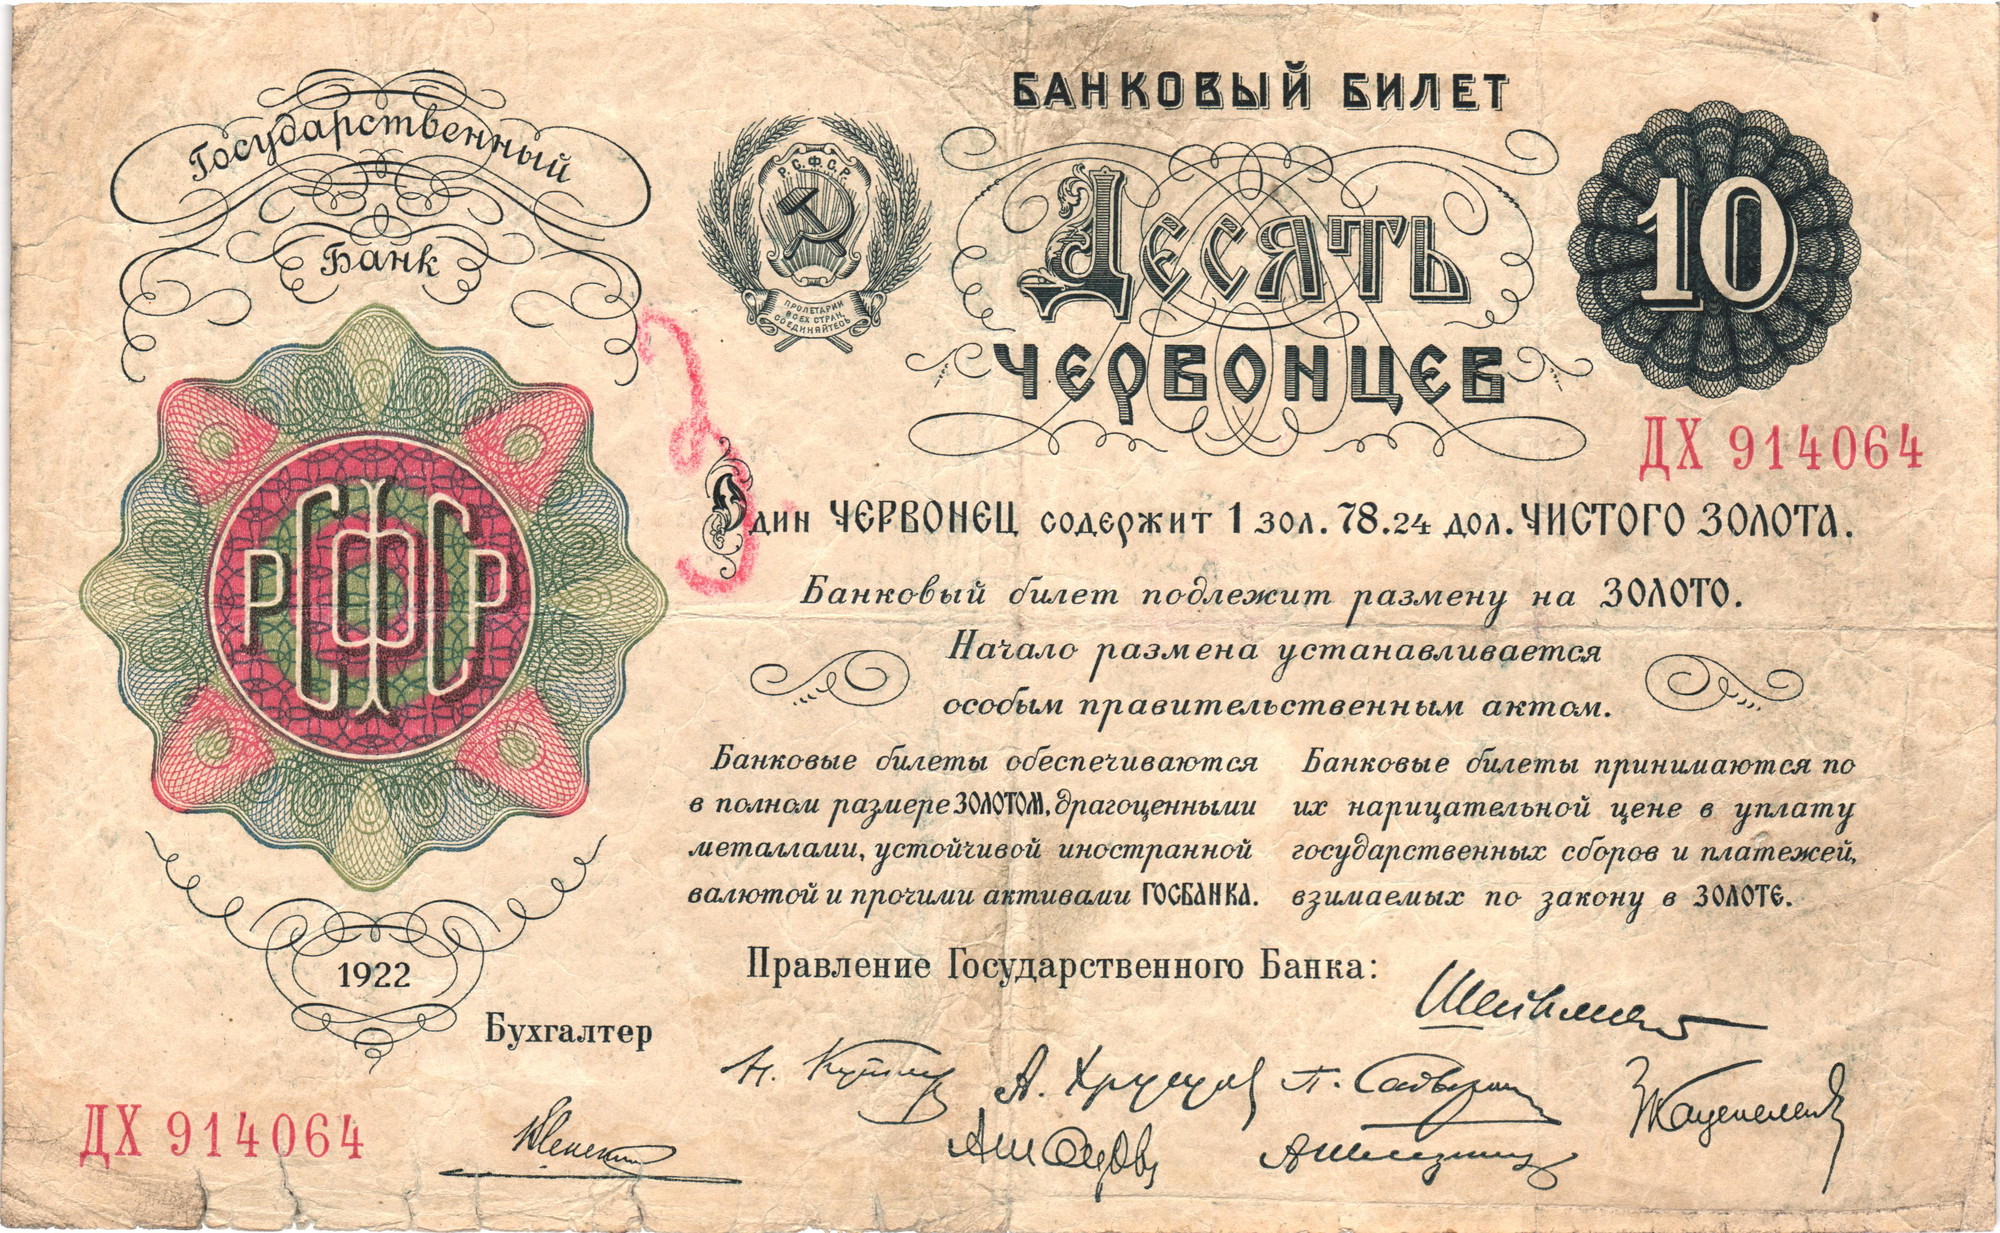 Государственный
Банк
БАНКОВЫЙ БИЛЕТ
Р.С.Ф.С.Р.
ПРОЛЕТАРИИ
ВСЕХ СТРАН,
СОЕДИНЯЙТЕСЬ
ДЕСЯТЬ
ЧЕРВОНЦЕВ
10
ДХ 914064
РСФСР
Один ЧЕРВОНЕЦ содержит 1 зол. 78.24 дол. ЧИСТОГО ЗОЛОТА.
Банковый билет подлежит размену на ЗОЛОТО.
Начало размена устанавливается
особым правительственным актом.
Банковые билеты обеспечиваются
в полном размере ЗОЛОТОМ, драгоценными
металлами, устойчивой иностранной
валютой и прочими активами ГОСБАНКА.
Банковые билеты принимаются по
их нарицательной цене в уплату
государственных сборов и платежей,
взимаемых по закону в ЗОЛОТЕ.
1922
Правление Государственного Банка:
Бухгалтер
ДХ 914064